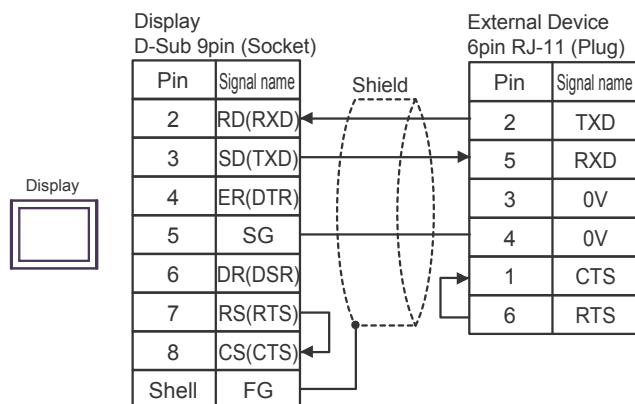 Display
D-Sub 9pin (Socket)
External Device
6pin RJ-11 (Plug)
Pin Signal name
Shield
Pin Signal name
2 RD(RXD)
2 TXD
3 SD(TXD)
5 RXD
Display
4 ER(DTR)
3 0V
5 SG
4 0V
6 DR(DSR)
1 CTS
7 RS(RTS)
6 RTS
8 CS(CTS)
Shell FG